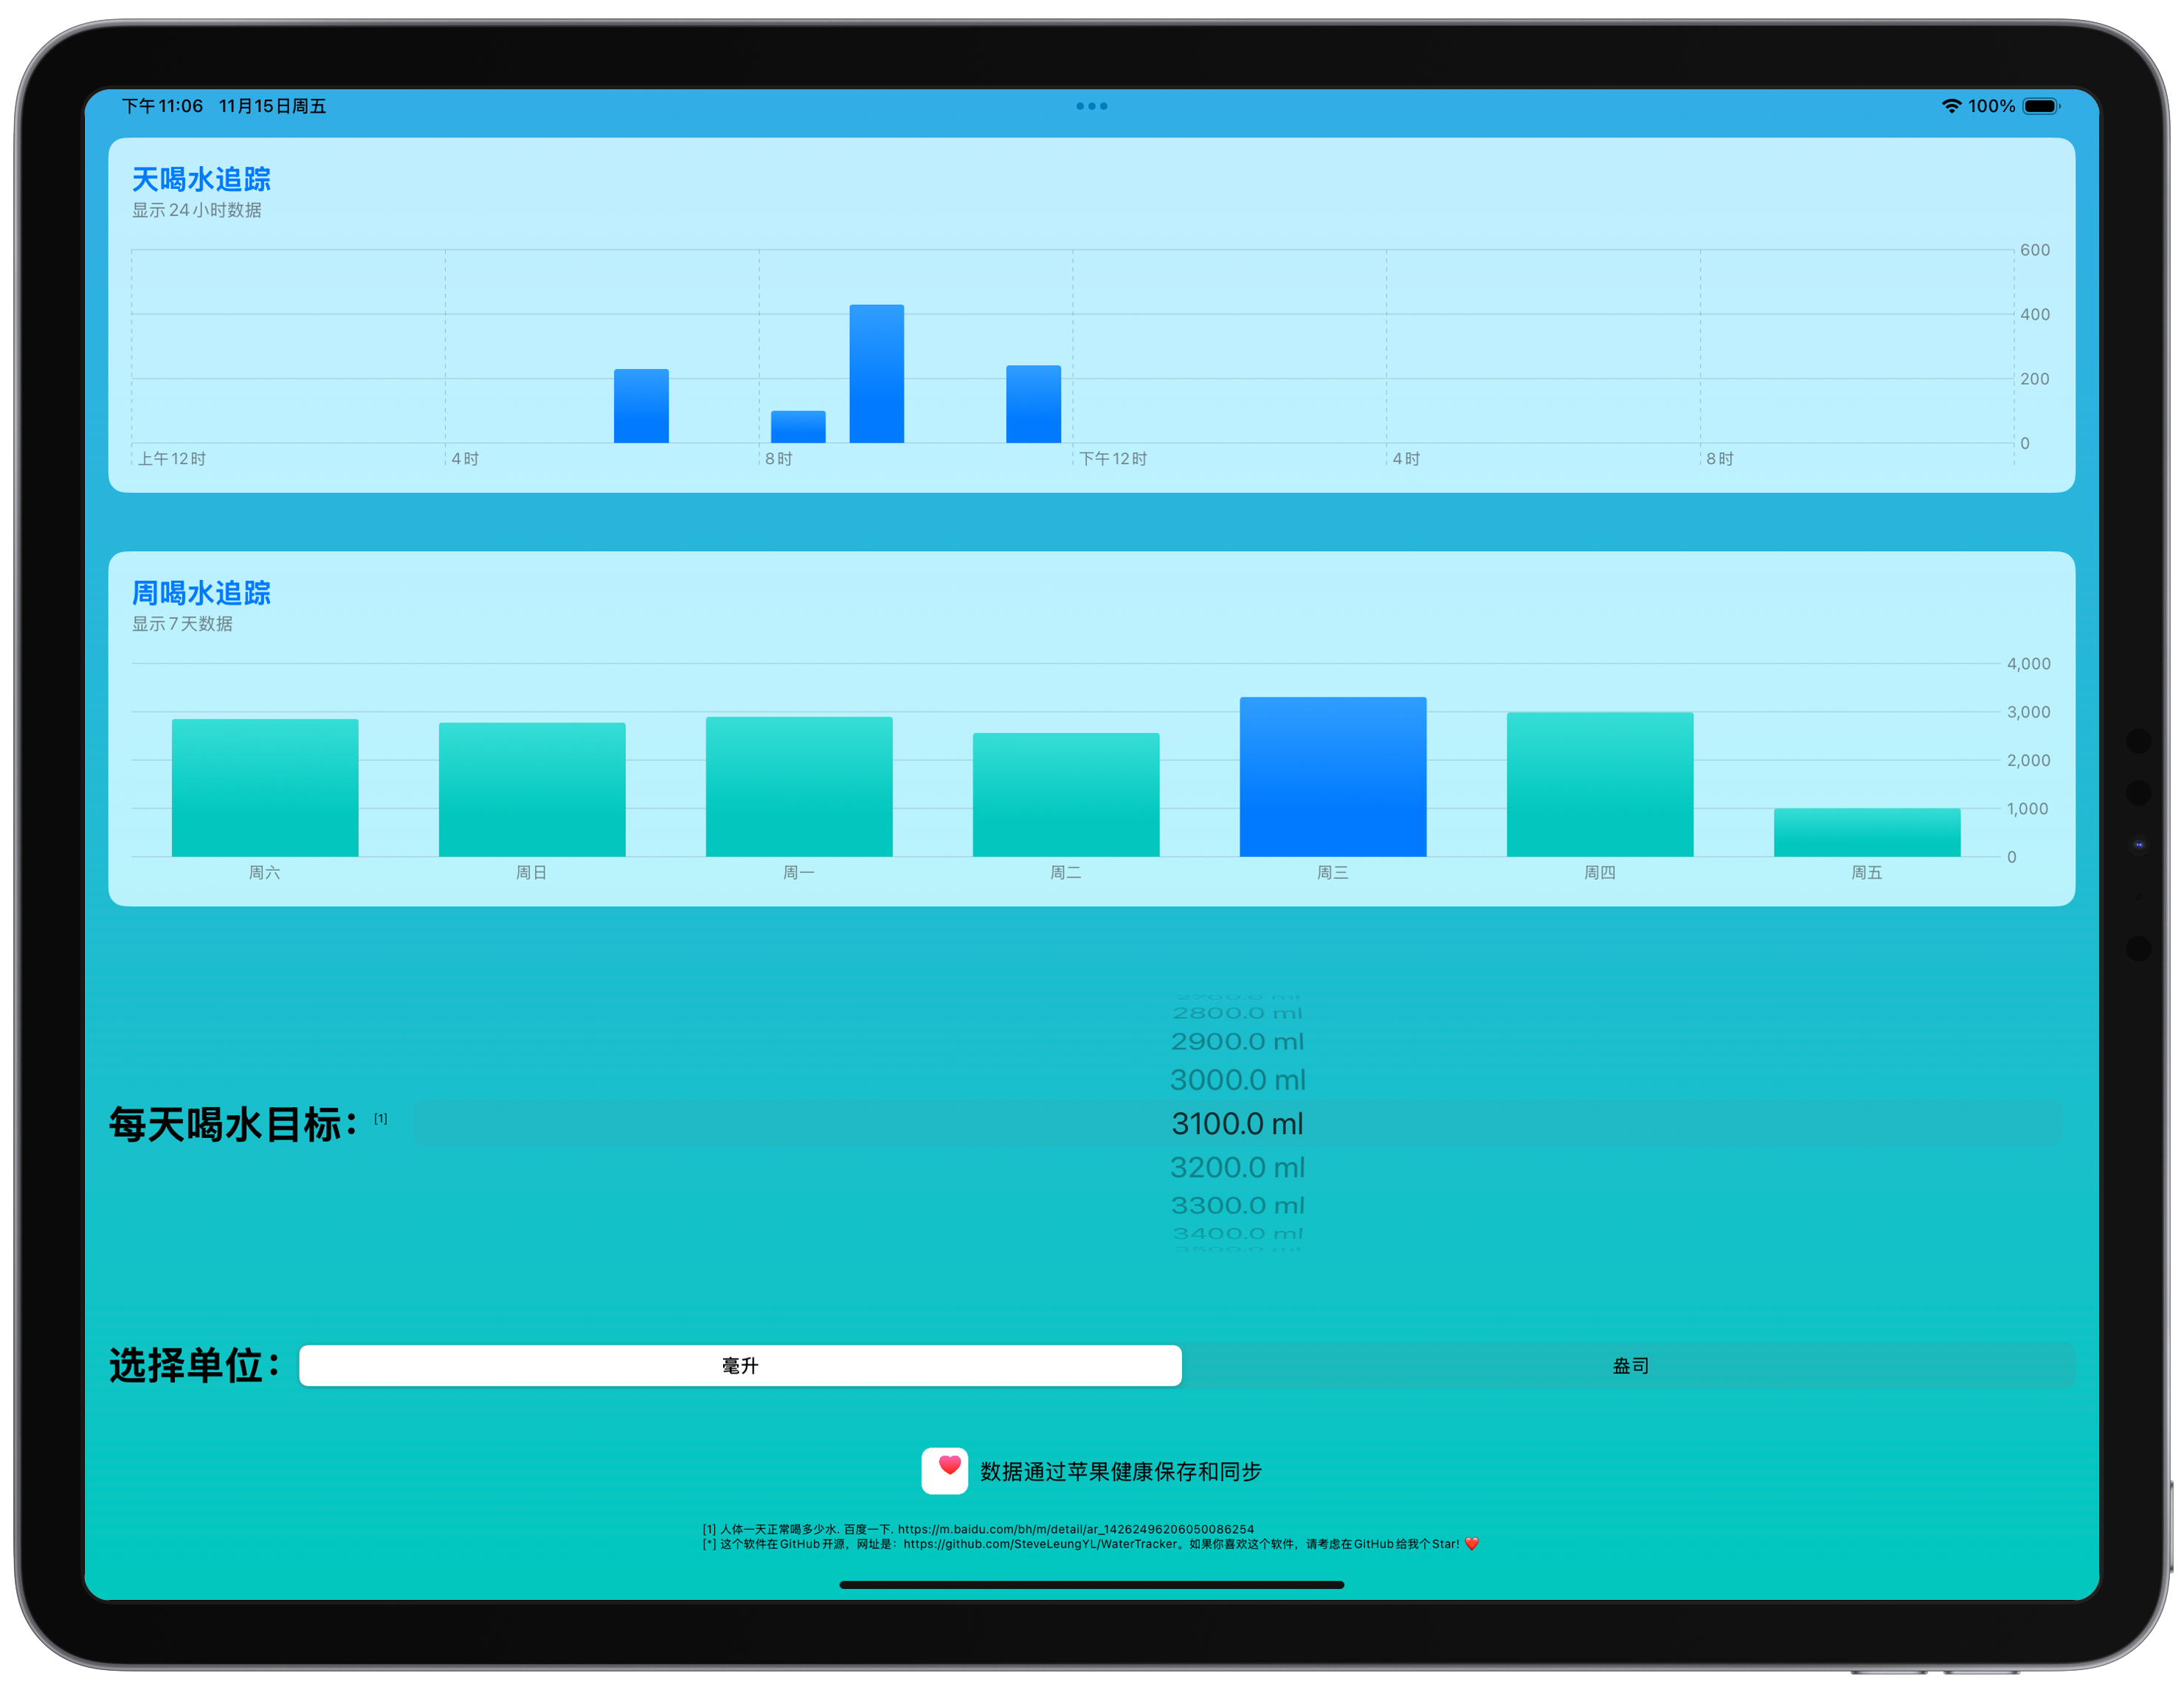 下午11:06 11月15日周五
100%
天喝水追踪
显示24小时数据
600
400
200
0
上午12时 4时 8时 下午12时 4时 8时
周喝水追踪
显示7天数据
4,000
3,000
2,000
1,000
0
周六 周日 周一 周二 周三 周四 周五
2700.0 ml
2800.0 ml
2900.0 ml
3000.0 ml
每天喝水目标：[1] 3100.0 ml
3200.0 ml
3300.0 ml
3400.0 ml
3500.0 ml
选择单位： 毫升 盎司
数据通过苹果健康保存和同步
[1] 人体一天正常喝多少水. 百度一下. https://m.baidu.com/bh/m/detail/ar_14262496206050086254
[*] 这个软件在GitHub开源，网址是：https://github.com/SteveLeungYL/WaterTracker。如果你喜欢这个软件，请考虑在GitHub给我个Star! ❤️